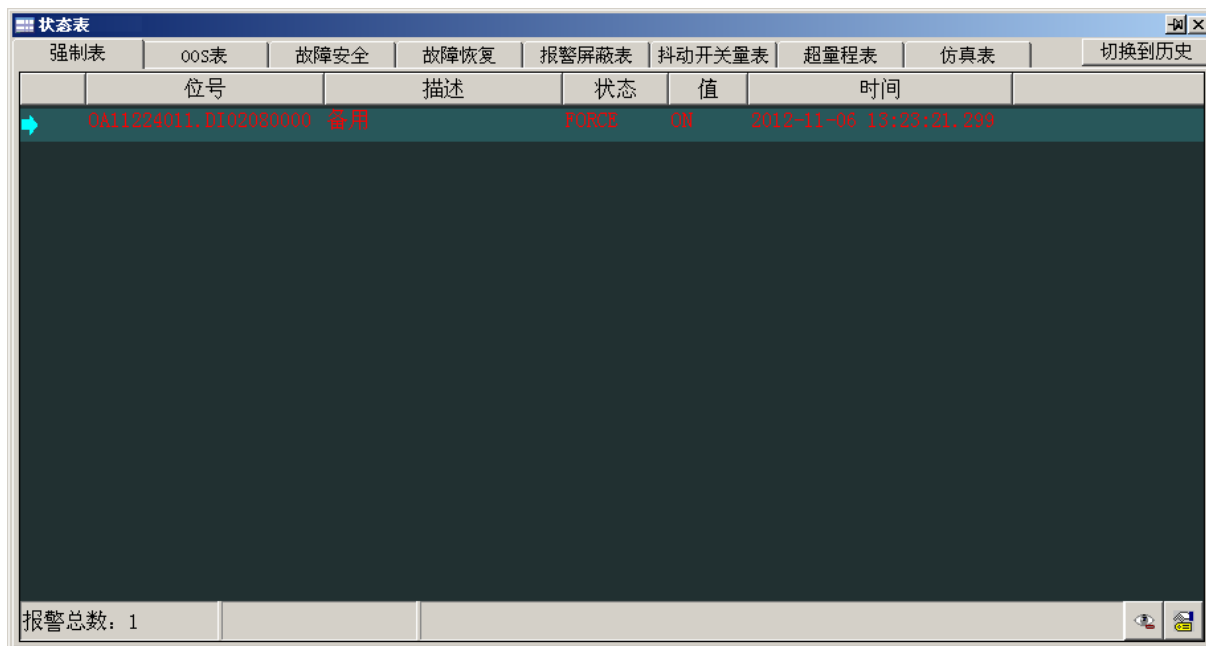 状态表
强制表 OOS表 故障安全 故障恢复 报警屏蔽表 抖动开关量表 超量程表 仿真表 切换到历史
位号 描述 状态 值 时间
0A11224011.DI02080000 备用 FORCE ON 2012-11-06 13:23:21.299
报警总数: 1